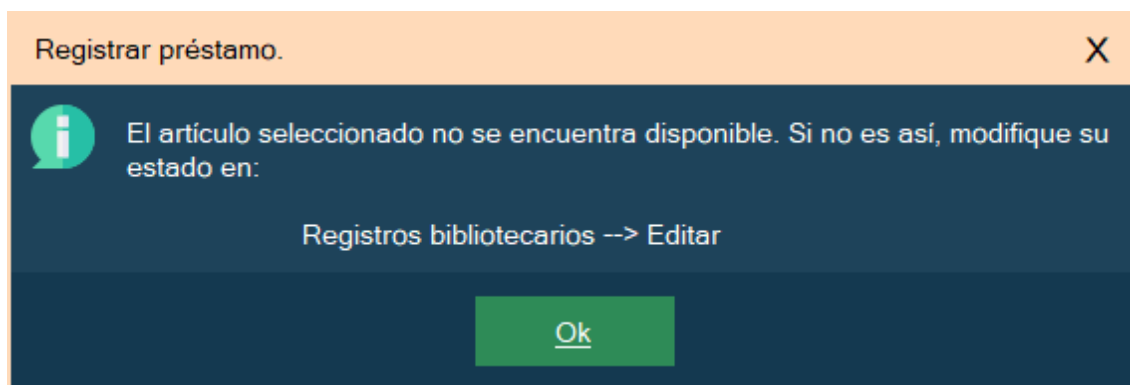 Registrar préstamo.
X
El artículo seleccionado no se encuentra disponible. Si no es así, modifique su
estado en:
Registros bibliotecarios --> Editar
Ok